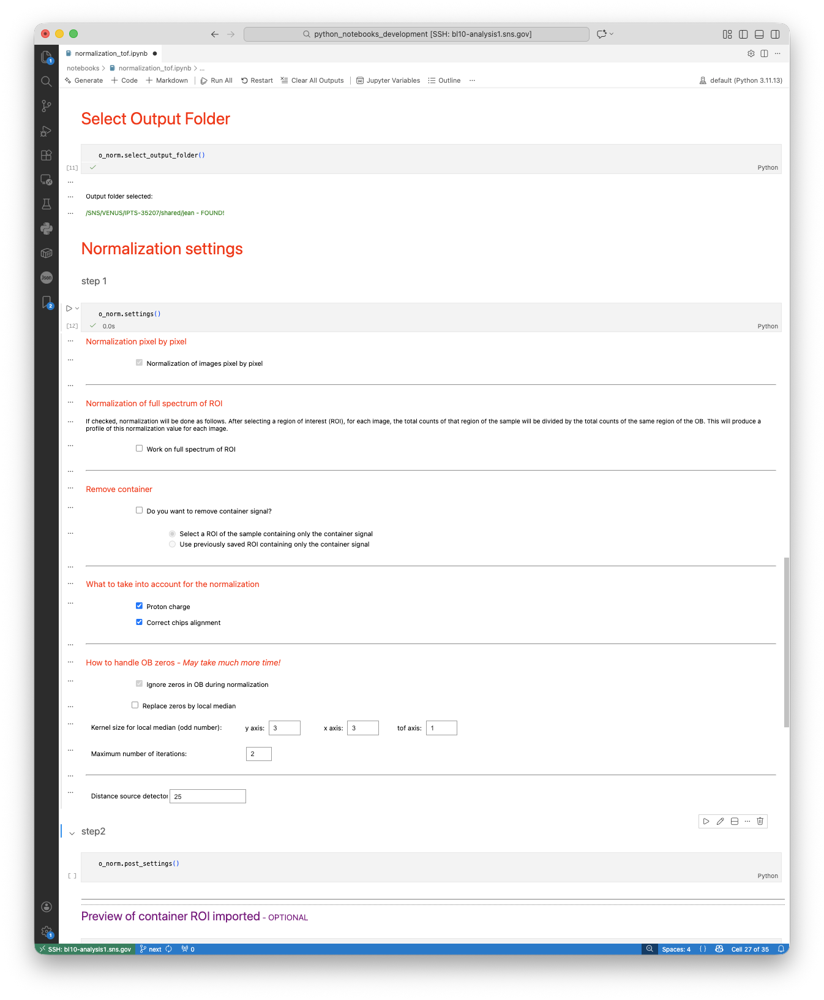 python_notebooks_development [SSH: bl10-analysis1.sns.gov]
normalization_tof.ipynb
notebooks > normalization_tof.ipynb > ...
Generate + Code + Markdown | Run All Restart Clear All Outputs | Jupyter Variables Outline ...
default (Python 3.11.13)
1
Json
2
Select Output Folder
o_norm.select_output_folder()
[11]
Python
Output folder selected:
/SNS/VENUS/IPTS-35207/shared/jean - FOUND!
Normalization settings
step 1
o_norm.settings()
[12] 0.0s
Python
Normalization pixel by pixel
Normalization of images pixel by pixel
Normalization of full spectrum of ROI
If checked, normalization will be done as follows. After selecting a region of interest (ROI), for each image, the total counts of that region of the sample will be divided by the total counts of the same region of the OB. This will produce a
profile of this normalization value for each image.
Work on full spectrum of ROI
Remove container
Do you want to remove container signal?
Select a ROI of the sample containing only the container signal
Use previously saved ROI containing only the container signal
What to take into account for the normalization
Proton charge
Correct chips alignment
How to handle OB zeros - May take much more time!
Ignore zeros in OB during normalization
Replace zeros by local median
Kernel size for local median (odd number): y axis: 3 x axis: 3 tof axis: 1
Maximum number of iterations: 2
Distance source detector 25
step2
o_norm.post_settings()
[ ]
Python
Preview of container ROI imported - OPTIONAL
1
SSH: bl10-analysis1.sns.gov next 0
Spaces: 4 { } Cell 27 of 35